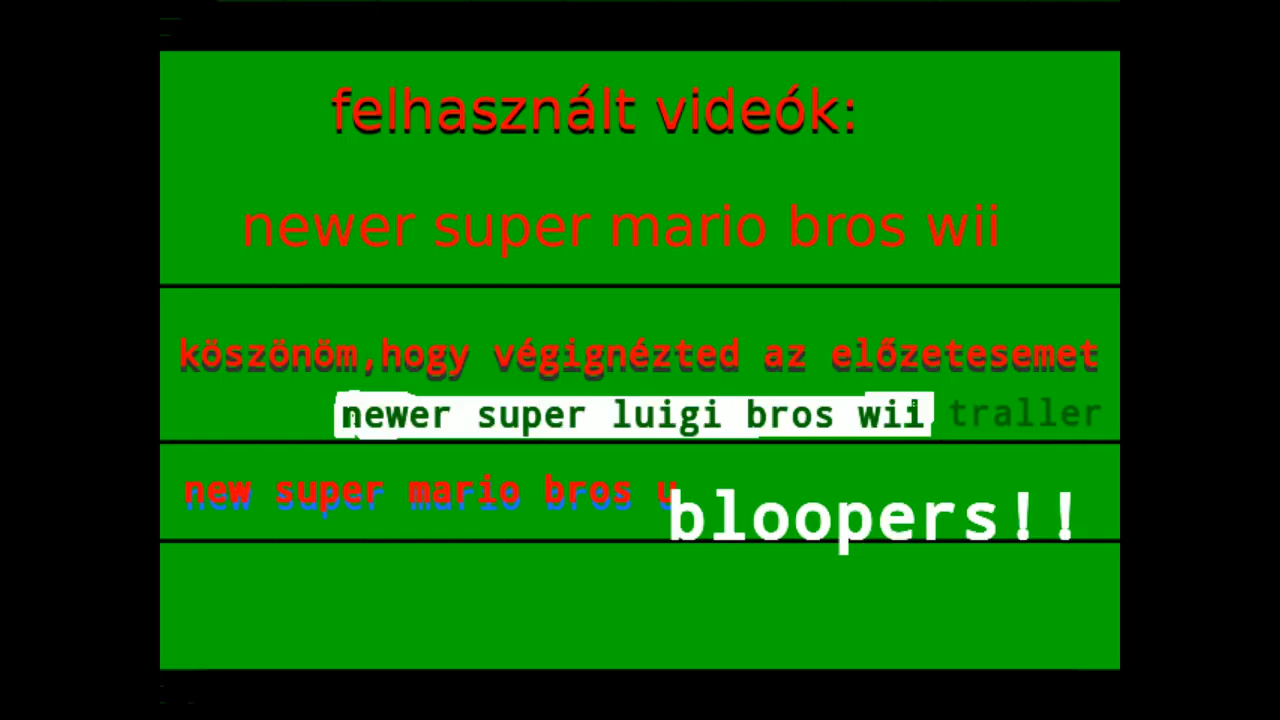 felhasznált videók:
newer super mario bros wii
köszönöm,hogy végignézted az előzetesemet
newer super luigi bros wii traller
new super mario bros u
bloopers!!